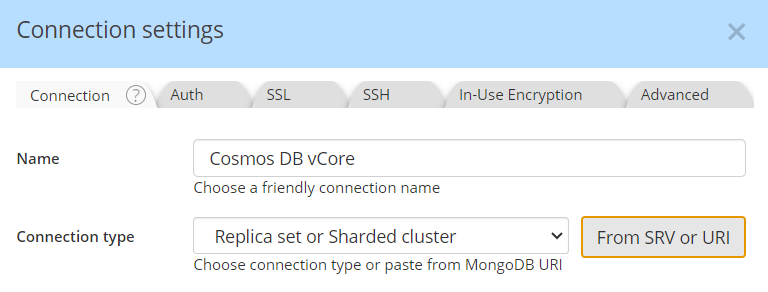 Connection settings
Connection ? Auth SSL SSH In-Use Encryption Advanced
Name Cosmos DB vCore
Choose a friendly connection name
Connection type Replica set or Sharded cluster From SRV or URI
Choose connection type or paste from MongoDB URI